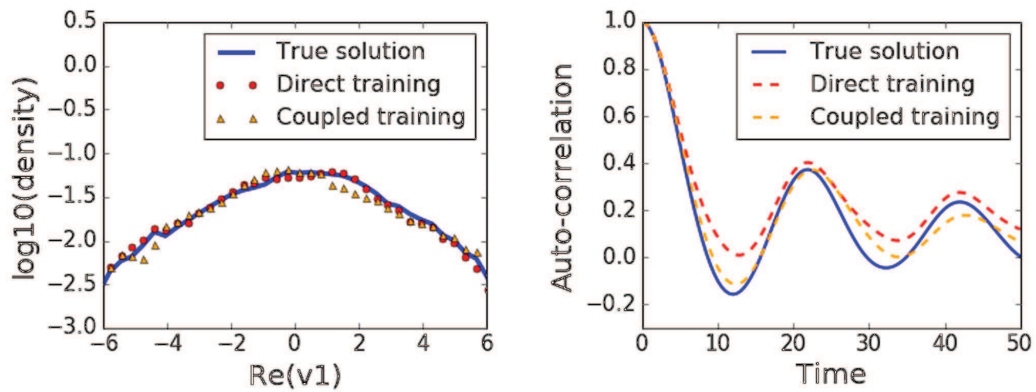 0.5
0.0
−0.5
−1.0
−1.5
−2.0
−2.5
−3.0
log10(density)
True solution
Direct training
Coupled training
−6 −4 −2 0 2 4 6
Re(v1)
1.0
0.8
0.6
0.4
0.2
0.0
−0.2
Auto-correlation
True solution
Direct training
Coupled training
0 10 20 30 40 50
Time